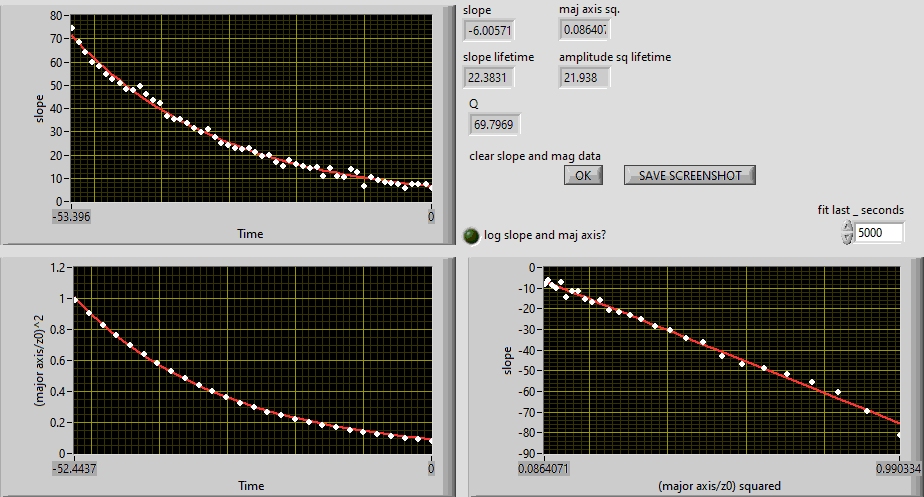 80
70
60
50
40
30
20
10
0
slope
-53.396
0
Time
slope
maj axis sq.
-6.00571
0.08640
slope lifetime
amplitude sq lifetime
22.3831
21.938
Q
69.7969
clear slope and mag data
OK
SAVE SCREENSHOT
fit last _ seconds
5000
log slope and maj axis?
1.2
1
0.8
0.6
0.4
0.2
0
(major axis/z0)^2
-52.4437
0
Time
0
-10
-20
-30
-40
-50
-60
-70
-80
-90
slope
0.0864071
0.990334
(major axis/z0) squared